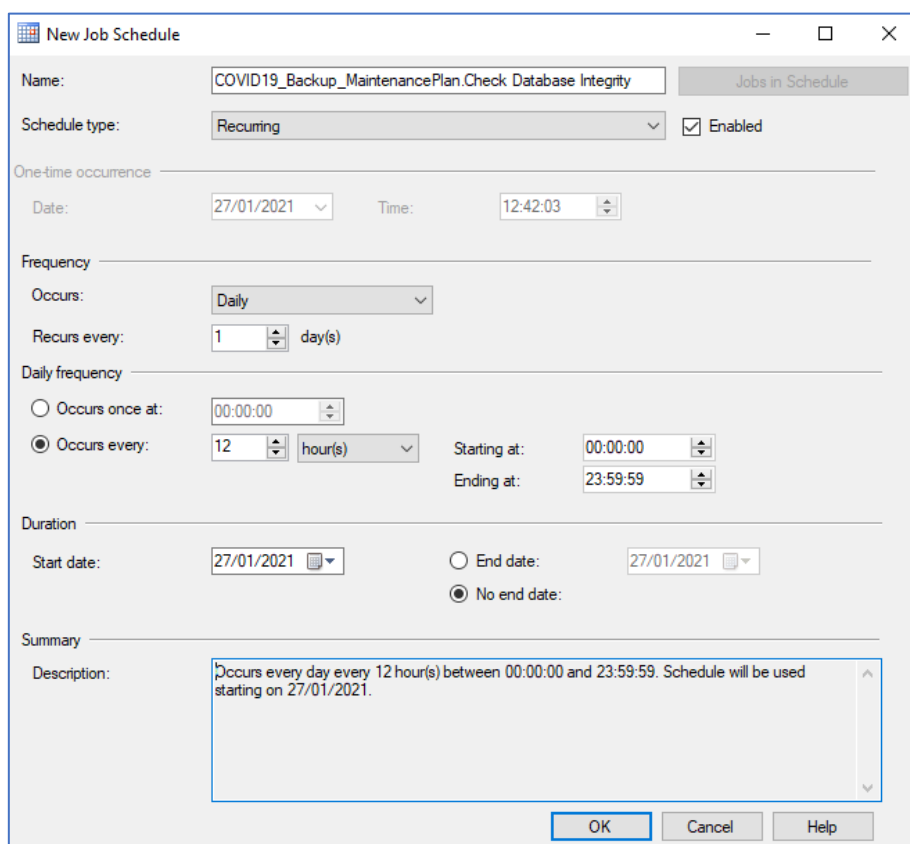 New Job Schedule
Name: COVID19_Backup_MaintenancePlan.Check Database Integrity Jobs in Schedule
Schedule type: Recurring Enabled
One-time occurrence
Date: 27/01/2021 Time: 12:42:03
Frequency
Occurs: Daily
Recurs every: 1 day(s)
Daily frequency
Occurs once at: 00:00:00
Occurs every: 12 hour(s) Starting at: 00:00:00
Ending at: 23:59:59
Duration
Start date: 27/01/2021 End date: 27/01/2021
No end date:
Summary
Description: Occurs every day every 12 hour(s) between 00:00:00 and 23:59:59. Schedule will be used
starting on 27/01/2021.
OK Cancel Help